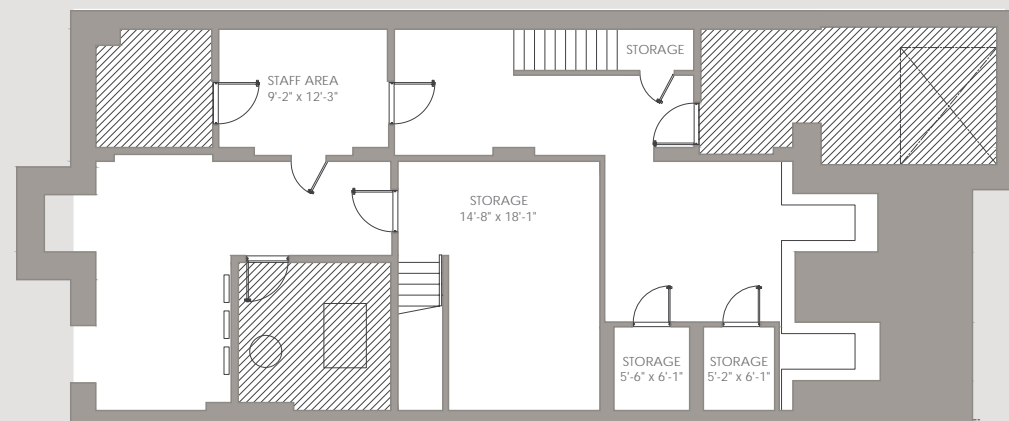 STORAGE
STAFF AREA
9'-2" x 12'-3"
STORAGE
14'-8" x 18'-1"
STORAGE
5'-6" x 6'-1"
STORAGE
5'-2" x 6'-1"